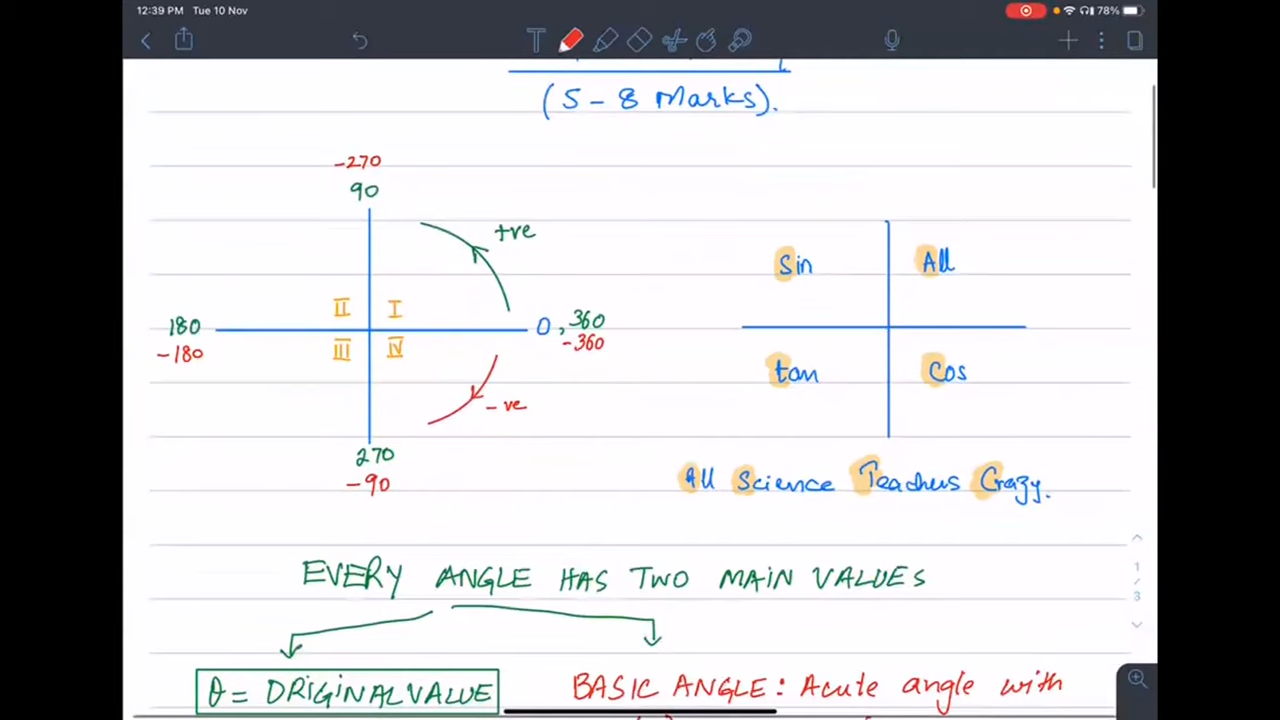 12:39 PM Tue 10 Nov
78%
(5 - 8 Marks).
-270
90
+ve
Sin All
II I
180 0, 360
-180 -360
III IV
tan Cos
-ve
270
-90
All Science Teachers Crazy.
EVERY ANGLE HAS TWO MAIN VALUES
1
/
3
θ = ORIGINAL VALUE
BASIC ANGLE: Acute angle with